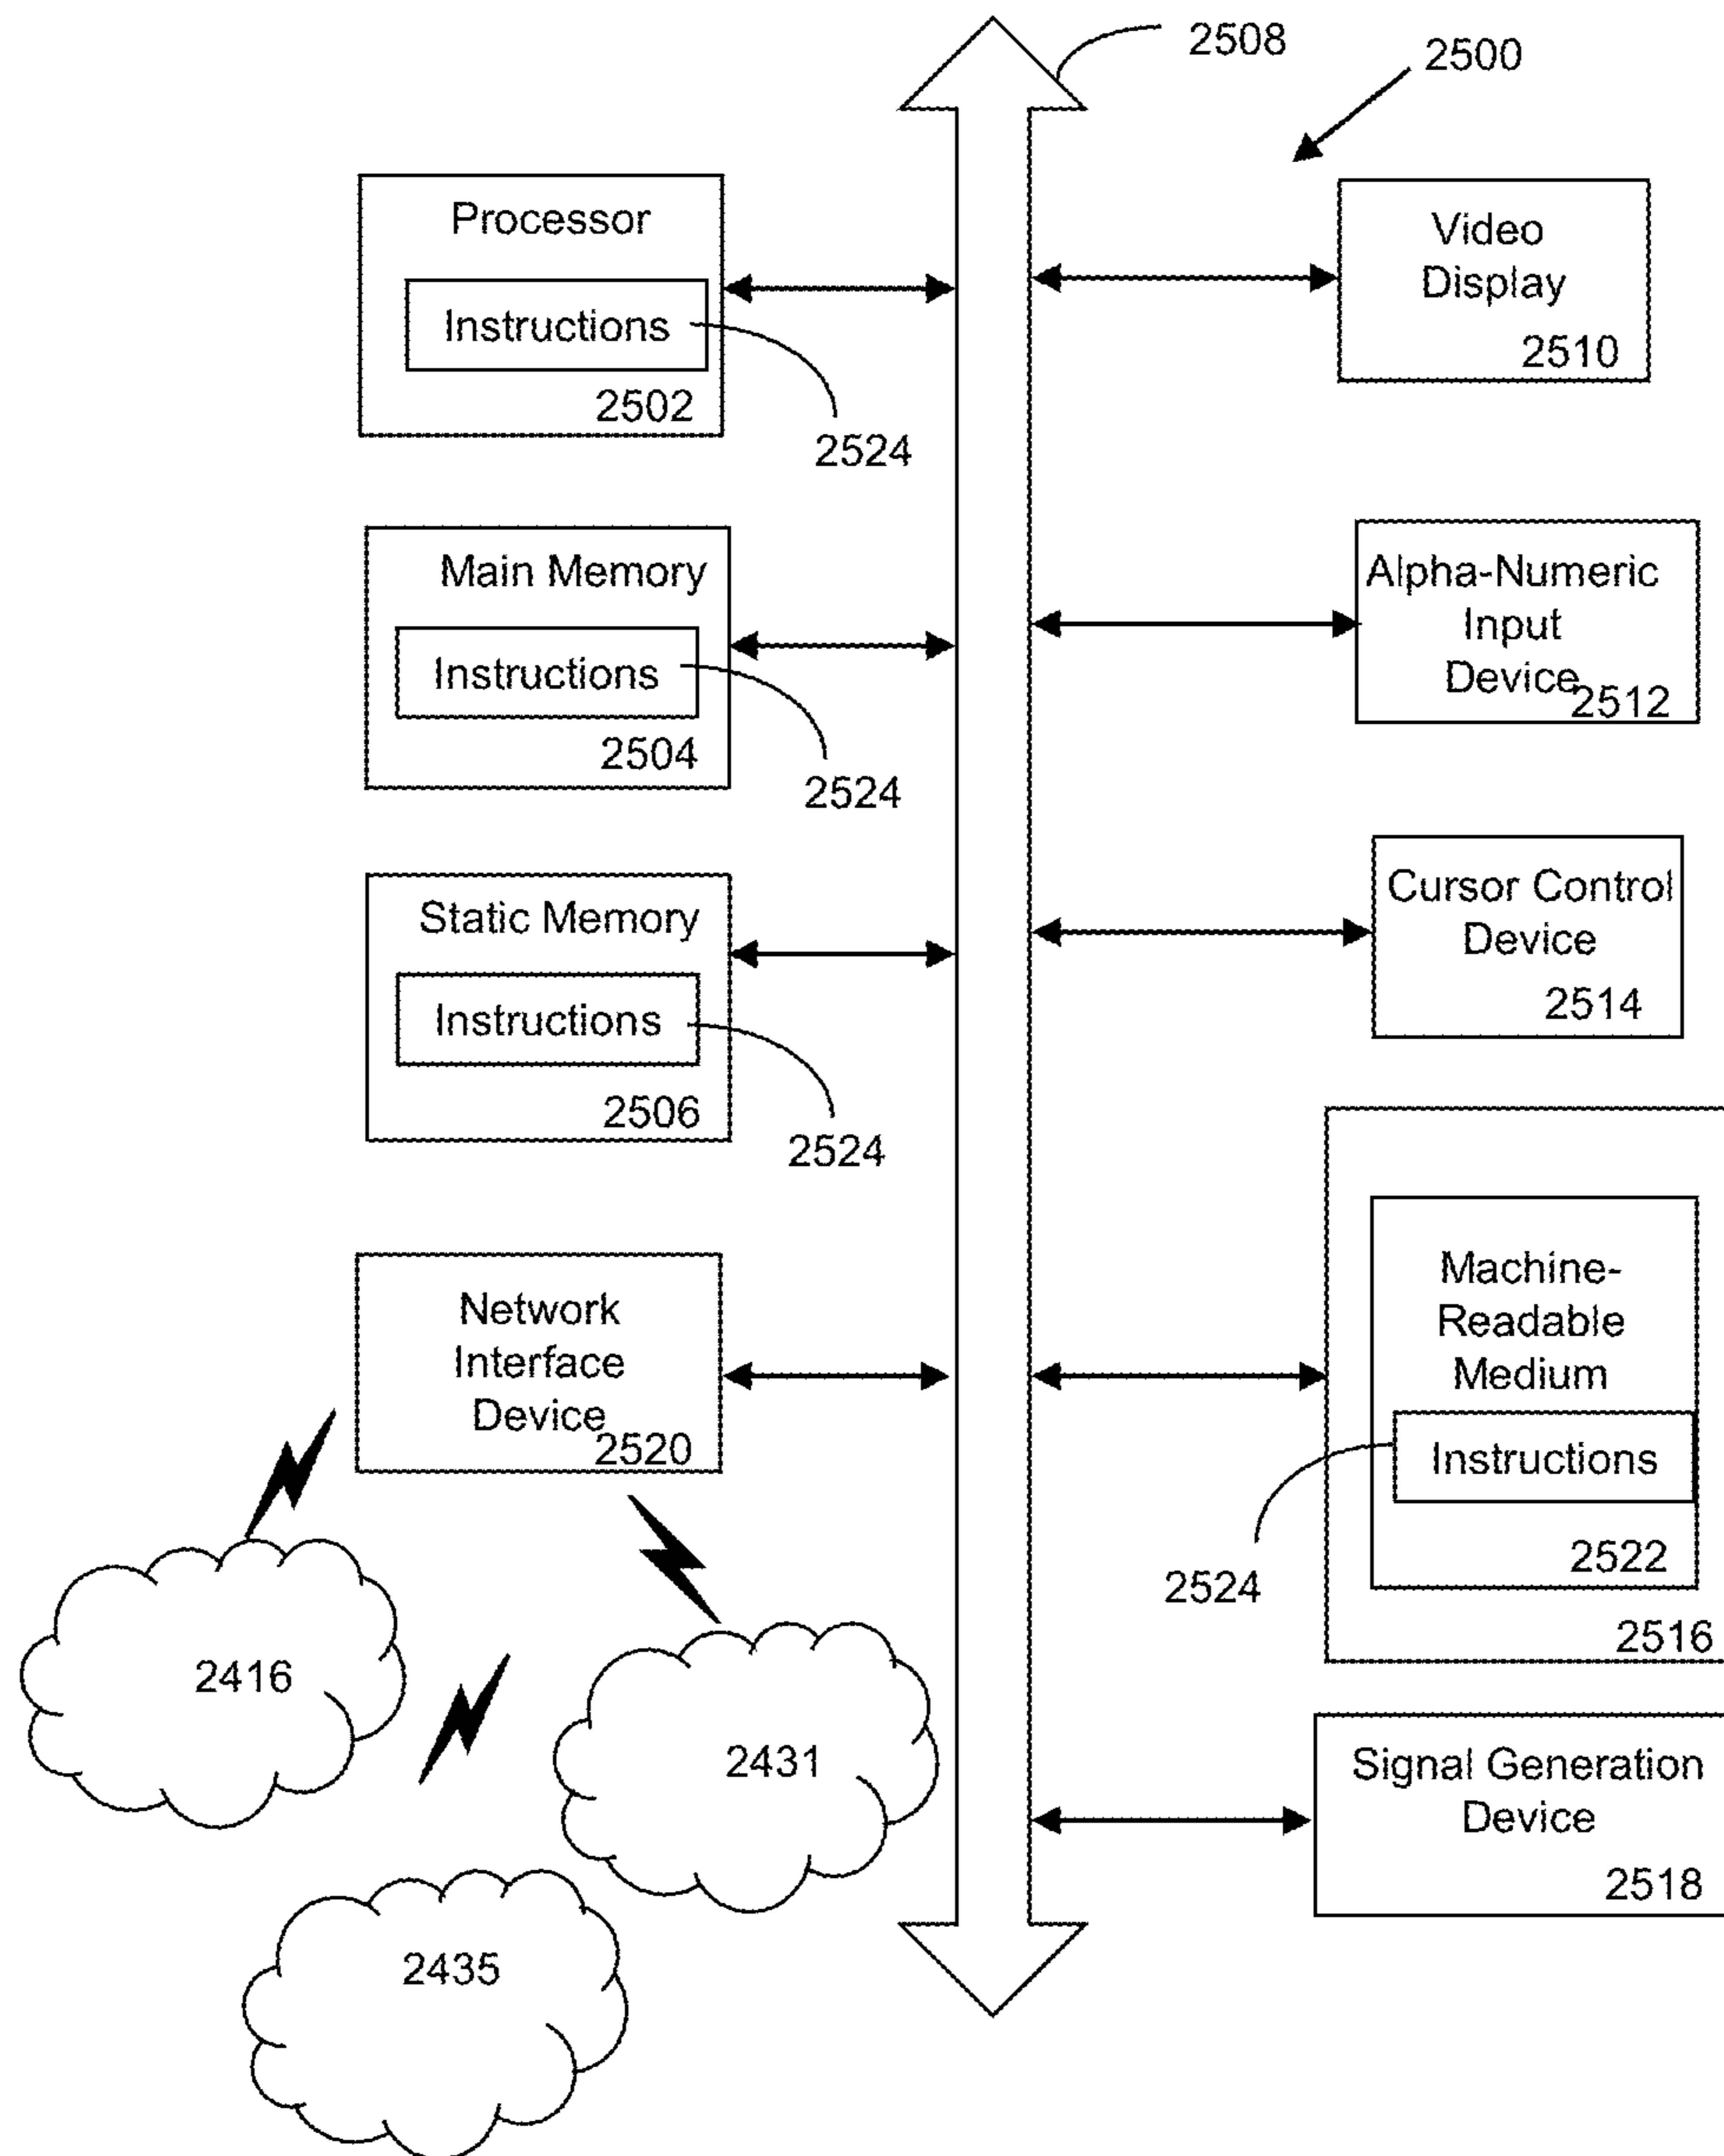 2508
2500
Processor
Instructions
2502
2524
Video
Display
2510
Main Memory
Instructions
2504
2524
Alpha-Numeric
Input
Device
2512
Static Memory
Instructions
2506
2524
Cursor Control
Device
2514
Network
Interface
Device
2520
Machine-
Readable
Medium
Instructions
2522
2524
2516
2416
2431
2435
Signal Generation
Device
2518